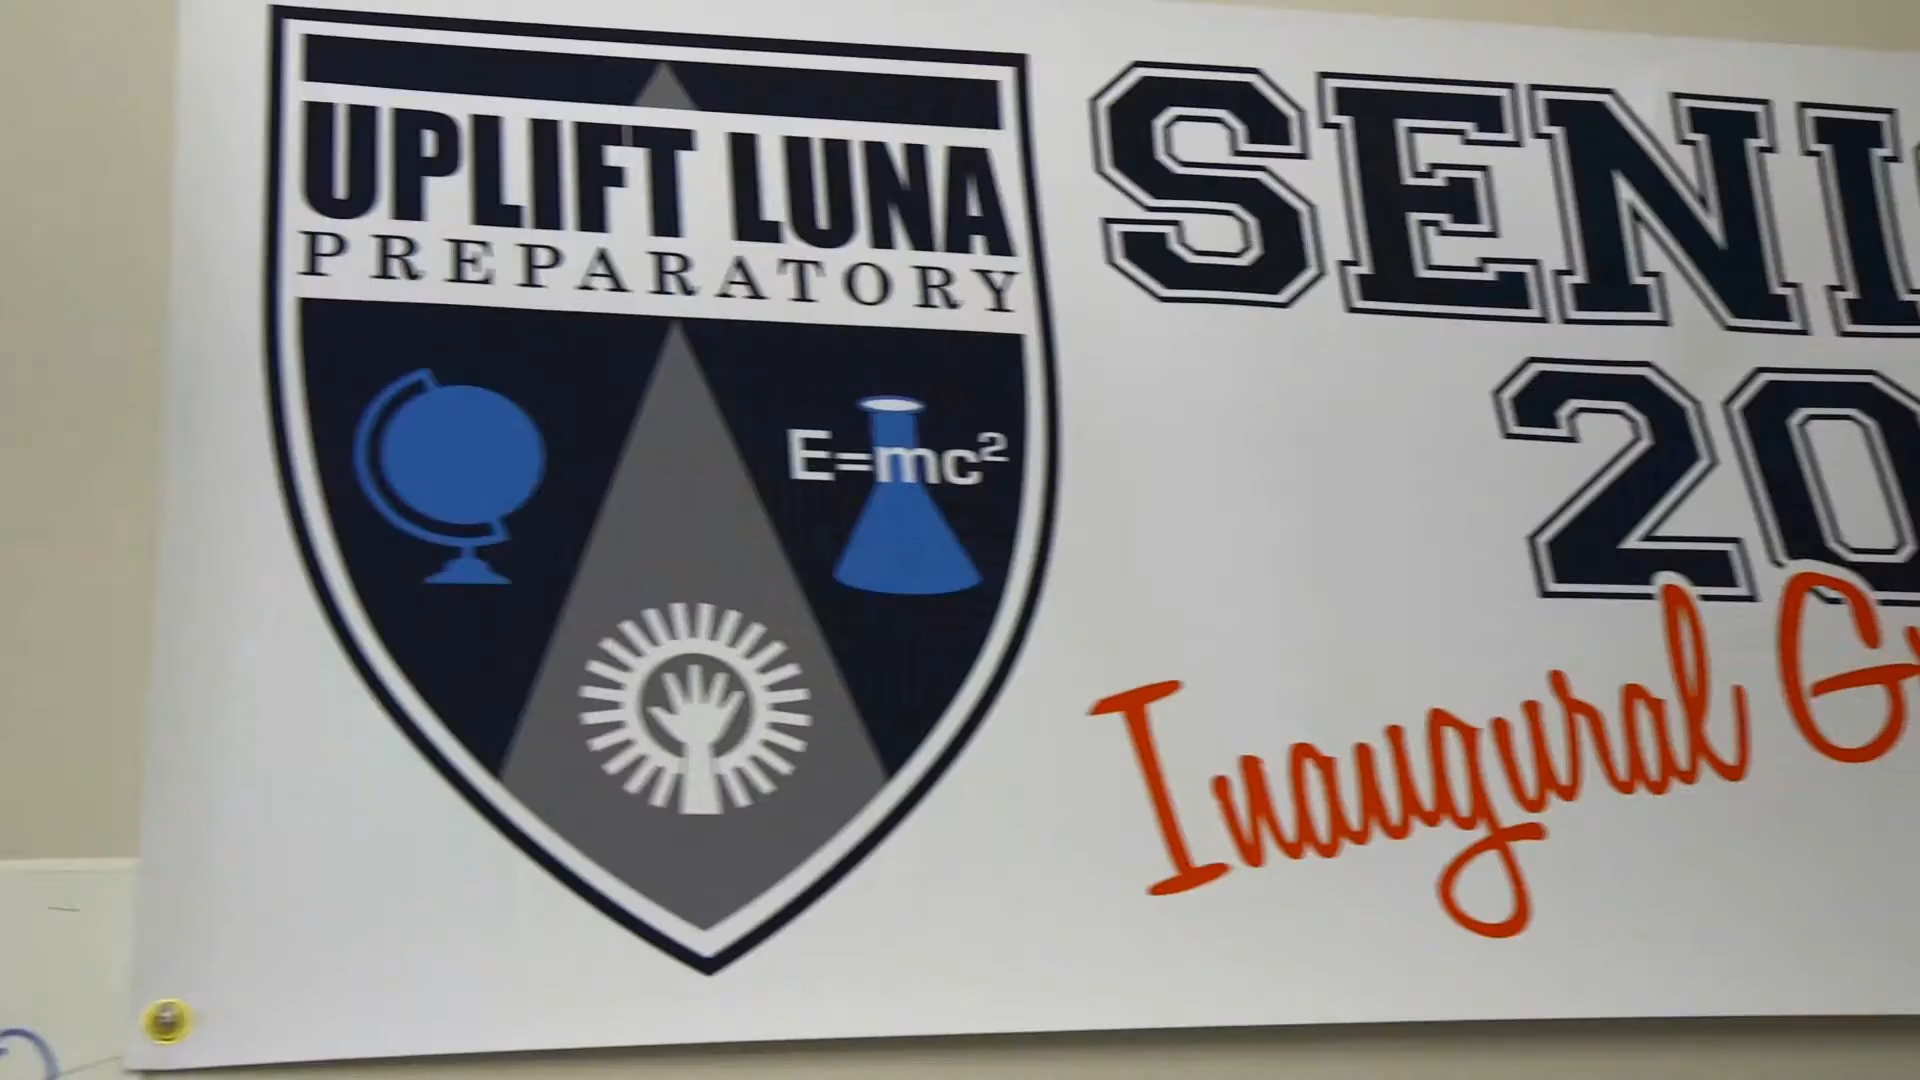 UPLIFT LUNA
PREPARATORY
E=mc²
SENI
20
Inaugural G